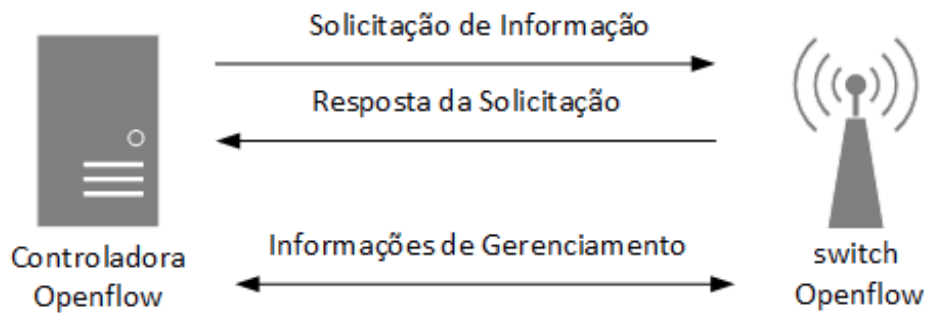 Solicitação de Informação
Resposta da Solicitação
Informações de Gerenciamento
Controladora
Openflow
switch
Openflow